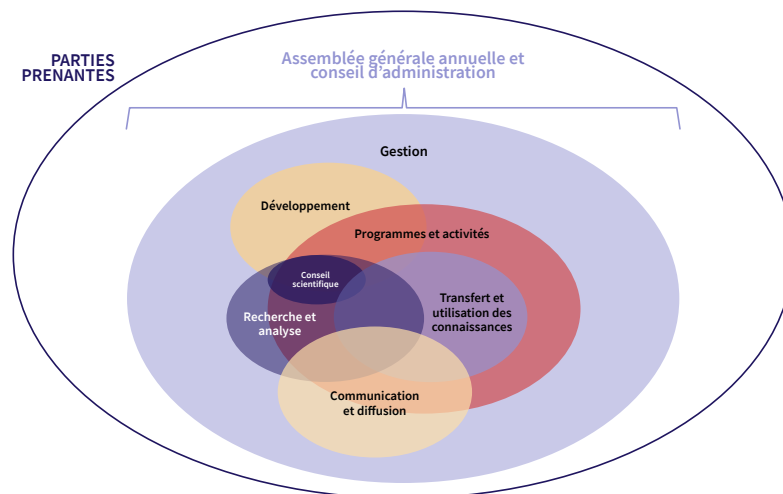 PARTIES
PRENANTES
Assemblée générale annuelle et
conseil d'administration
Gestion
Développement
Programmes et activités
Conseil
scientifique
Recherche et
analyse
Transfert et
utilisation des
connaissances
Communication
et diffusion